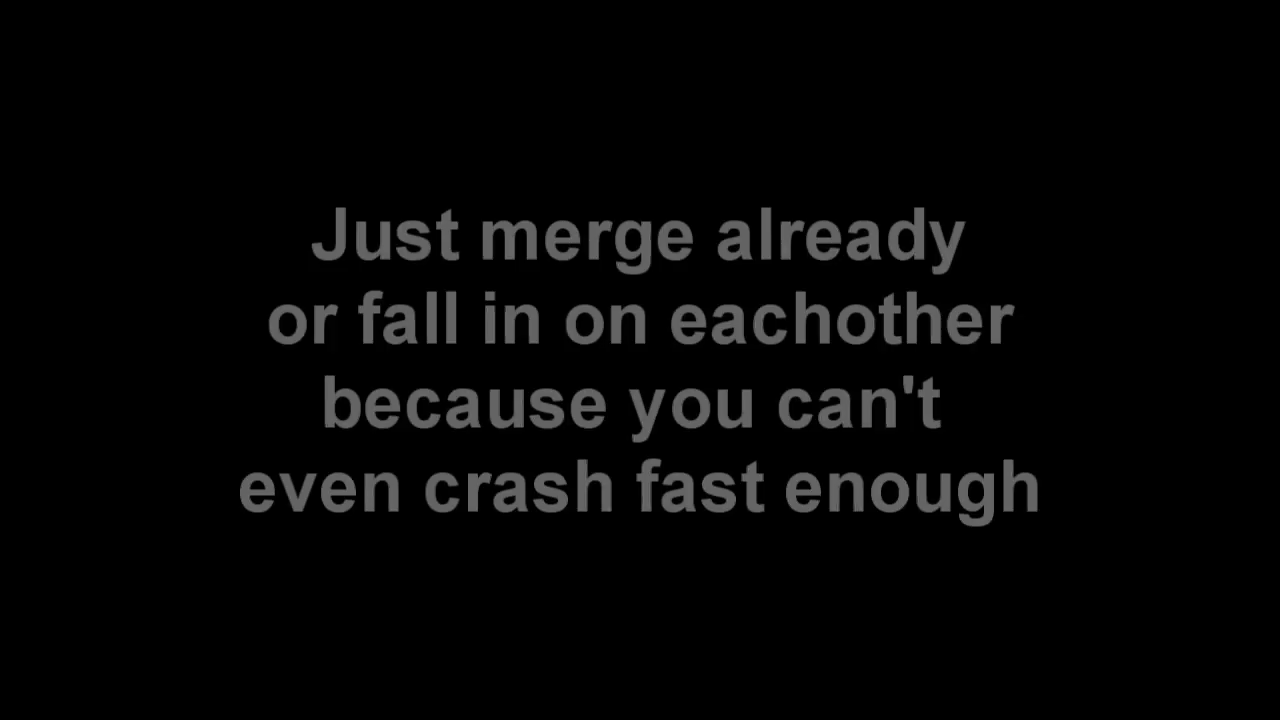 Just merge already
or fall in on eachother
because you can't
even crash fast enough